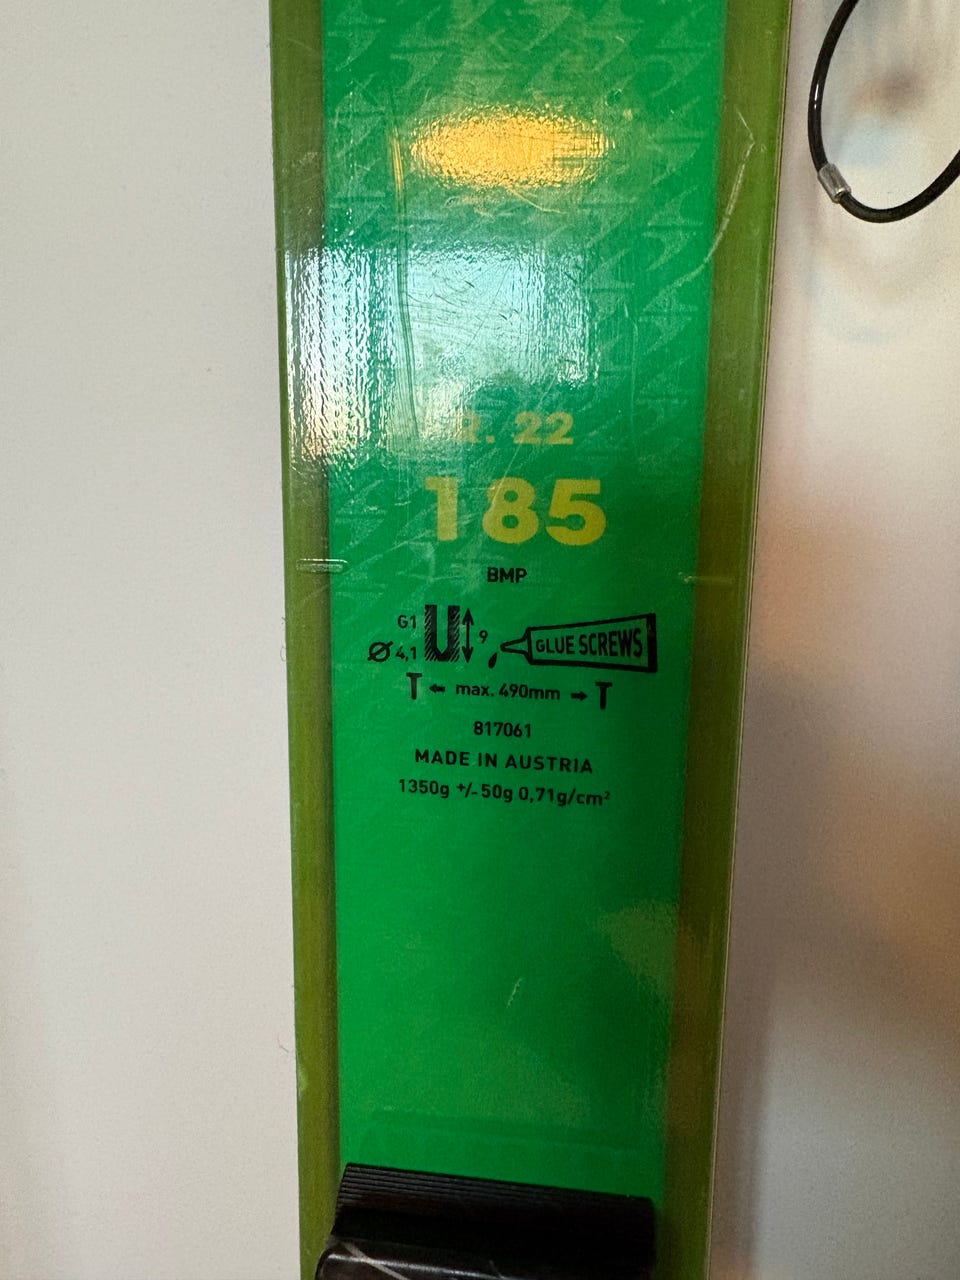 R. 22
185
BMP
G1
9
Ø 4,1
GLUE SCREWS
max. 490mm
817061
MADE IN AUSTRIA
1350g +/- 50g 0,71g/cm²